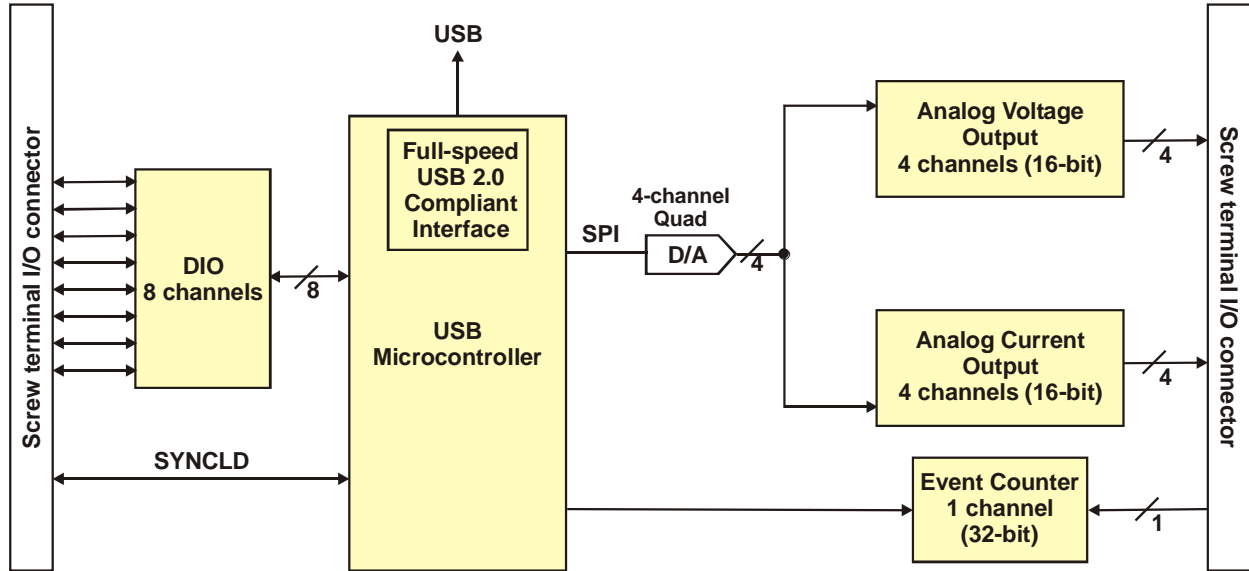 Screw terminal I/O connector
DIO
8 channels
8
SYNCLD
USB
Full-speed
USB 2.0
Compliant
Interface
USB
Microcontroller
SPI
4-channel
Quad
D/A
4
Analog Voltage
Output
4 channels (16-bit)
4
Analog Current
Output
4 channels (16-bit)
4
Event Counter
1 channel
(32-bit)
1
Screw terminal I/O connector